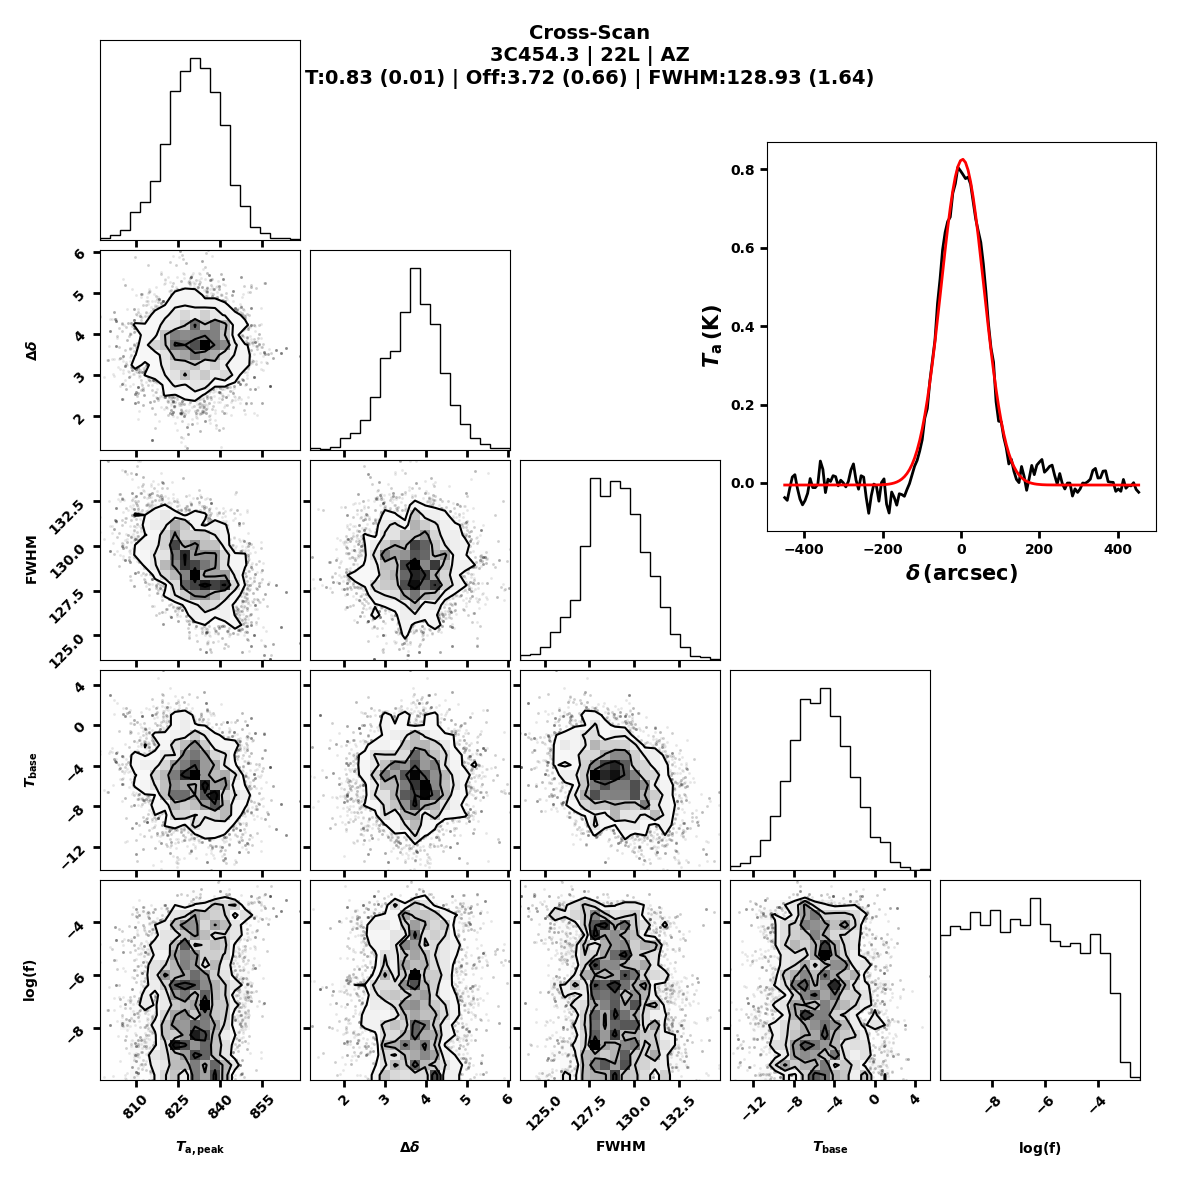 Cross-Scan
3C454.3 | 22L | AZ
T:0.83 (0.01) | Off:3.72 (0.66) | FWHM:128.93 (1.64)
0.8
0.6
0.4
0.2
0.0
Ta (K)
−400 −200 0 200 400
δ (arcsec)
6
5
4
3
2
Δδ
132.5
130.0
127.5
125.0
FWHM
4
0
−4
−8
−12
Tbase
−4
−6
−8
log(f)
810 825 840 855
2 3 4 5 6
125.0 127.5 130.0 132.5
−12 −8 −4 0 4
−8 −6 −4
Ta,peak
Δδ
FWHM
Tbase
log(f)